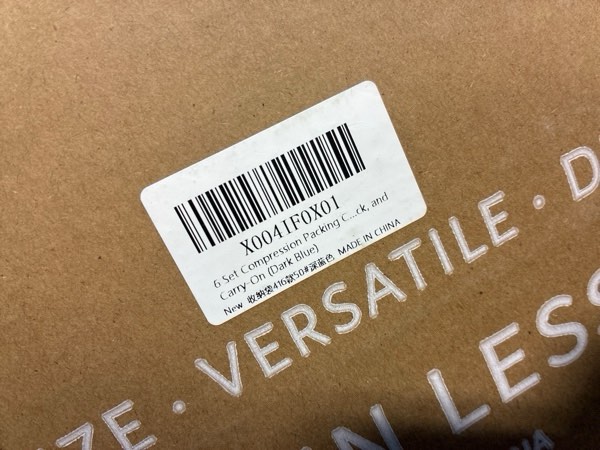 X0041F0X01
6 Set Compression Packing C...ck, and
Carry-On (Dark Blue)
New 收纳袋416款50#深蓝色 MADE IN CHINA
ZE • VERSATILE • D
N LESS